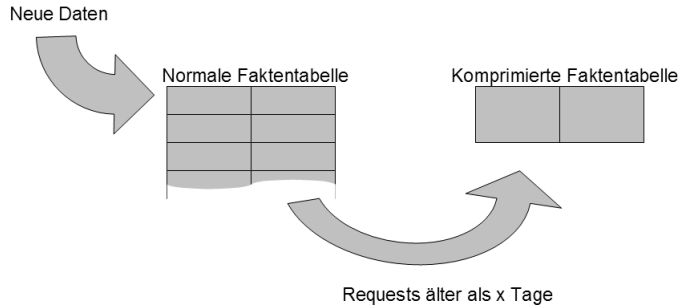 Neue Daten
Normale Faktentabelle
Komprimierte Faktentabelle
Requests älter als x Tage